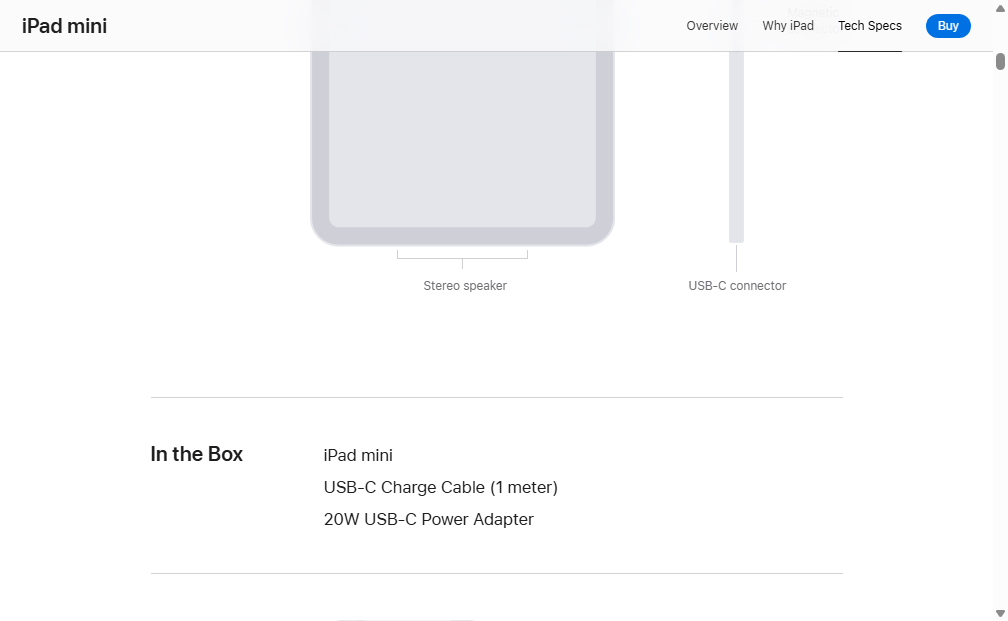 iPad mini
Overview
Why iPad
Tech Specs
Buy
Stereo speaker
USB-C connector
In the Box
iPad mini
USB-C Charge Cable (1 meter)
20W USB-C Power Adapter